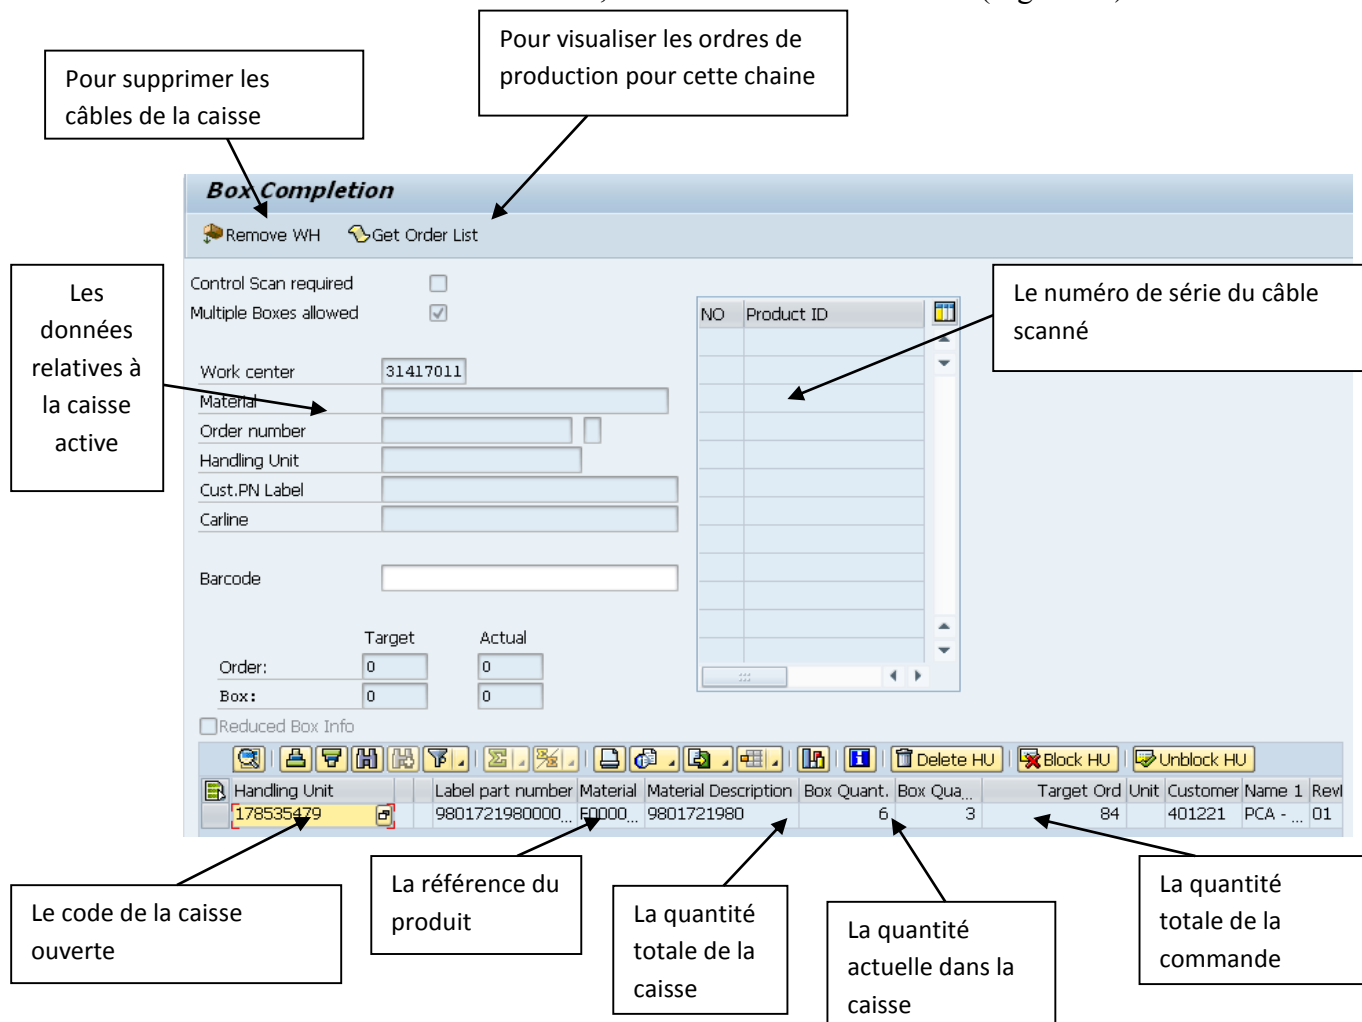 Pour visualiser les ordres de
production pour cette chaine
Pour supprimer les
câbles de la caisse
Box Completion
Remove WH Get Order List
Les
données
relatives à
la caisse
active
Le numéro de série du câble
scanné
Control Scan required
Multiple Boxes allowed
NO Product ID
Work center 31417011
Material
Order number
Handling Unit
Cust.PN Label
Carline
Barcode
Target Actual
Order: 0 0
Box: 0 0
Reduced Box Info
Delete HU Block HU Unblock HU
Handling Unit Label part number Material Material Description Box Quant. Box Qua... Target Ord Unit Customer Name 1 Revl
178535479 9801721980000... F0000... 9801721980 6 3 84 401221 PCA - ... 01
Le code de la caisse
ouverte
La référence du
produit
La quantité
totale de la
caisse
La quantité
actuelle dans la
caisse
La quantité
totale de la
commande